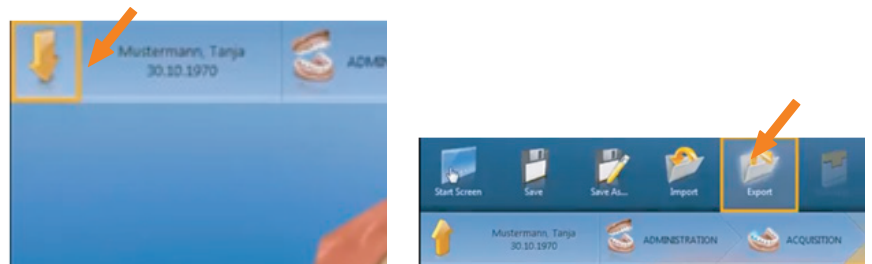 Mustermann, Tanja
30.10.1970
Start Screen
Save
Save As...
Import
Export
Mustermann, Tanja
30.10.1970
ADMINISTRATION
ACQUISITION